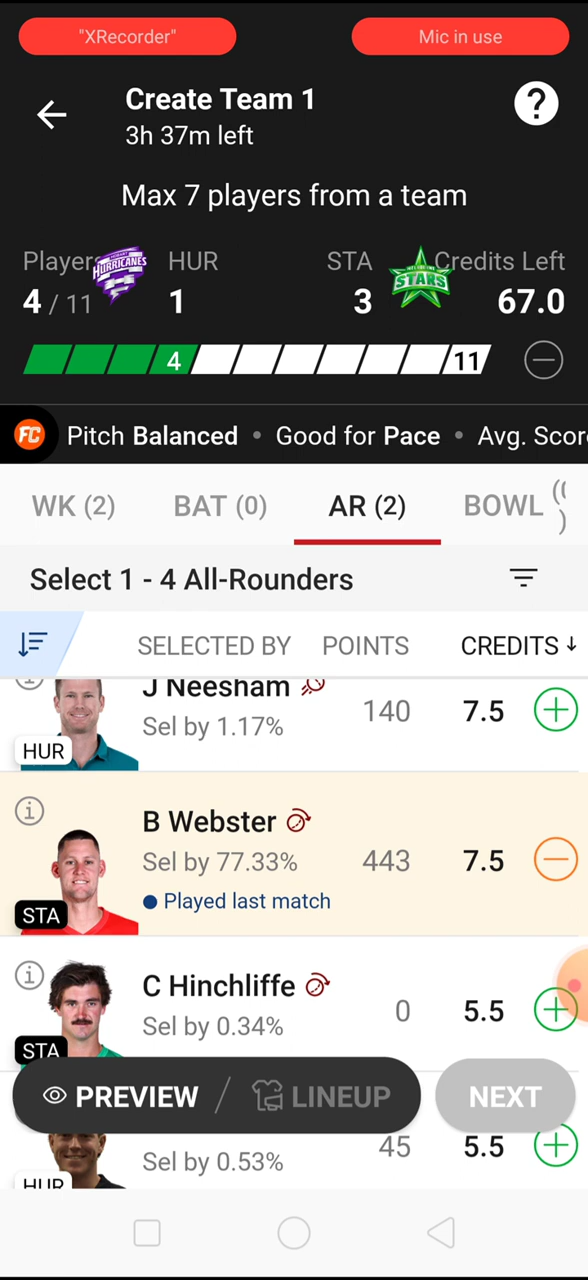 "XRecorder" Mic in use
Create Team 1
3h 37m left
Max 7 players from a team
Players HURRICANES HUR STA STARS Credits Left
4 / 11 1 3 67.0
4 11
FC Pitch Balanced • Good for Pace • Avg. Scor
WK (2) BAT (0) AR (2) BOWL (
)
Select 1 - 4 All-Rounders
SELECTED BY POINTS CREDITS ↓
J Neesham
Sel by 1.17% 140 7.5
HUR
B Webster
Sel by 77.33% 443 7.5
Played last match
STA
C Hinchliffe
Sel by 0.34% 0 5.5
STA
PREVIEW / LINEUP NEXT
Sel by 0.53% 45 5.5
HUR